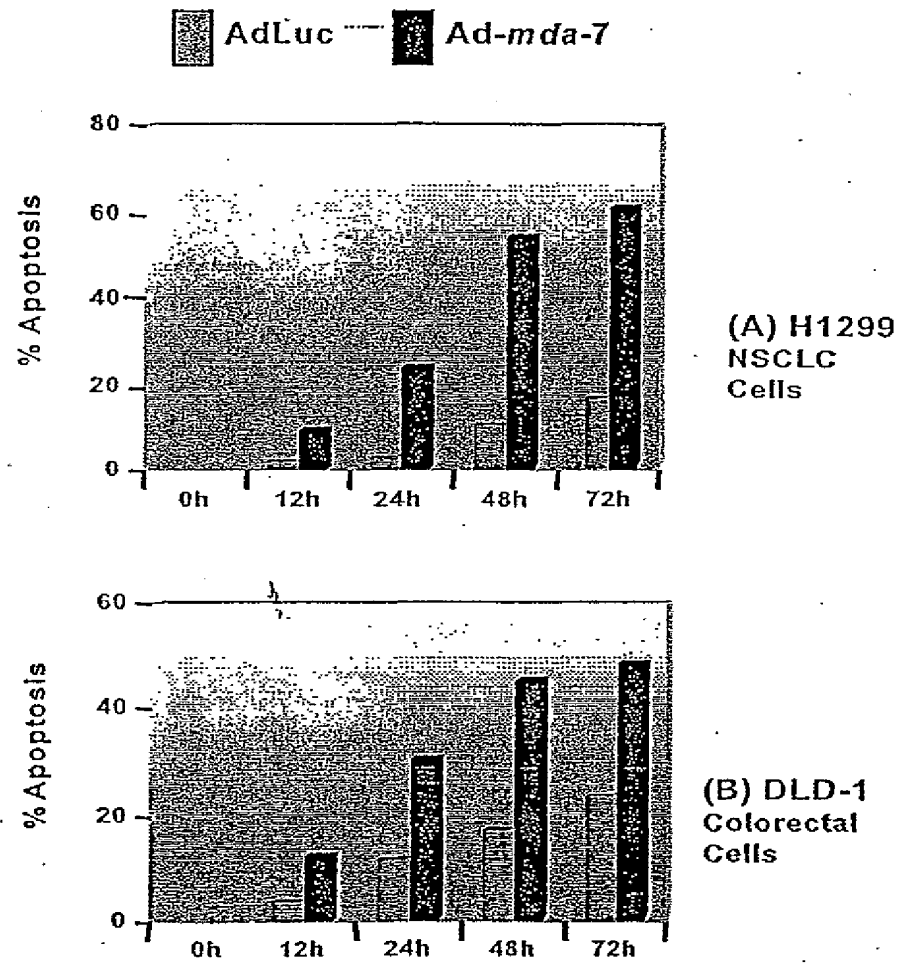 AdLuc Ad-mda-7
% Apoptosis
80
60
40
20
0
0h 12h 24h 48h 72h
(A) H1299
NSCLC
Cells
% Apoptosis
60
40
20
0
0h 12h 24h 48h 72h
(B) DLD-1
Colorectal
Cells